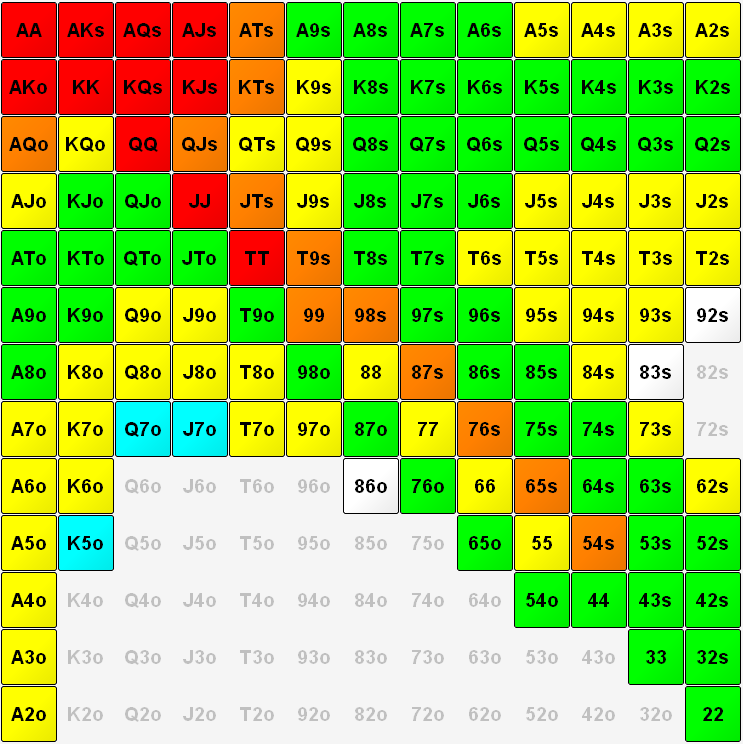 AA AKs AQs AJs ATs A9s A8s A7s A6s A5s A4s A3s A2s
AKo KK KQs KJs KTs K9s K8s K7s K6s K5s K4s K3s K2s
AQo KQo QQ QJs QTs Q9s Q8s Q7s Q6s Q5s Q4s Q3s Q2s
AJo KJo QJo JJ JTs J9s J8s J7s J6s J5s J4s J3s J2s
ATo KTo QTo JTo TT T9s T8s T7s T6s T5s T4s T3s T2s
A9o K9o Q9o J9o T9o 99 98s 97s 96s 95s 94s 93s 92s
A8o K8o Q8o J8o T8o 98o 88 87s 86s 85s 84s 83s 82s
A7o K7o Q7o J7o T7o 97o 87o 77 76s 75s 74s 73s 72s
A6o K6o Q6o J6o T6o 96o 86o 76o 66 65s 64s 63s 62s
A5o K5o Q5o J5o T5o 95o 85o 75o 65o 55 54s 53s 52s
A4o K4o Q4o J4o T4o 94o 84o 74o 64o 54o 44 43s 42s
A3o K3o Q3o J3o T3o 93o 83o 73o 63o 53o 43o 33 32s
A2o K2o Q2o J2o T2o 92o 82o 72o 62o 52o 42o 32o 22